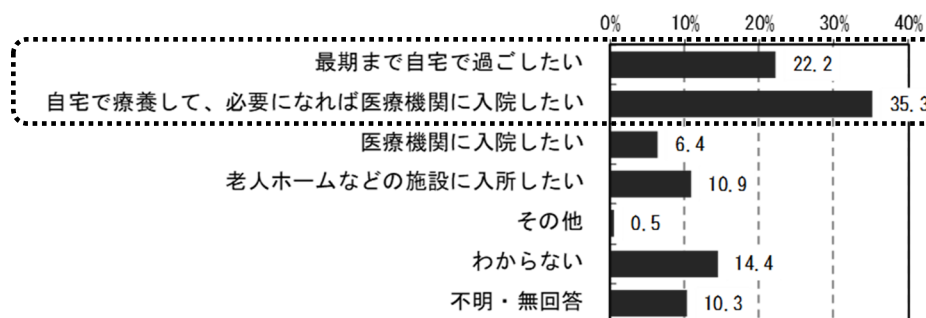 0% 10% 20% 30% 40%
最期まで自宅で過ごしたい 22.2
自宅で療養して、必要になれば医療機関に入院したい 35.3
医療機関に入院したい 6.4
老人ホームなどの施設に入所したい 10.9
その他 0.5
わからない 14.4
不明・無回答 10.3